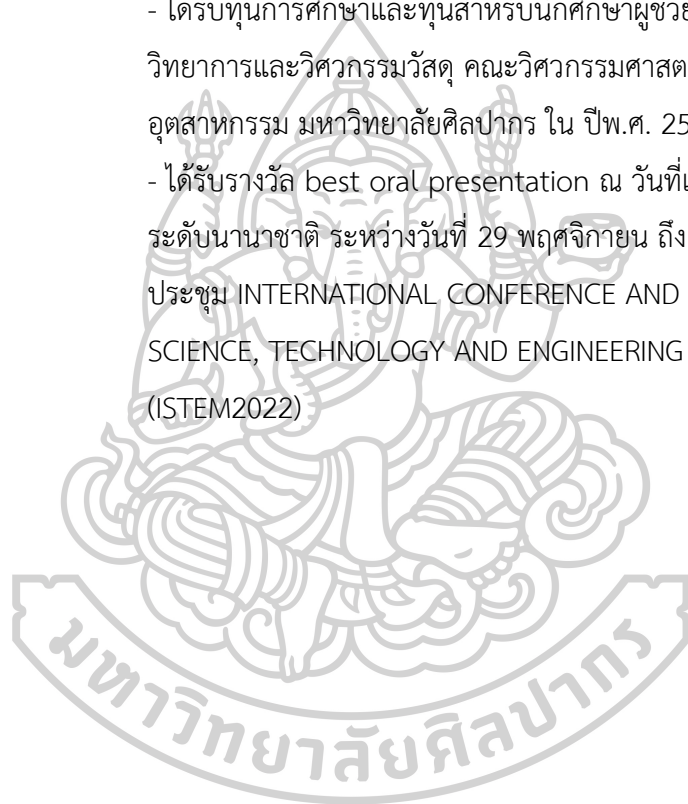 - ได้รับทุนการศึกษาและทุนสำหรับนักศึกษาผู้ช่วย
วิทยาการและวิศวกรรมวัสดุ คณะวิศวกรรมศาสต
อุตสาหกรรม มหาวิทยาลัยศิลปากร ใน ปีพ.ศ. 25
- ได้รับรางวัล best oral presentation ณ วันที่
ระดับนานาชาติ ระหว่างวันที่ 29 พฤศจิกายน ถึง
ประชุม INTERNATIONAL CONFERENCE AND
SCIENCE, TECHNOLOGY AND ENGINEERING
(ISTEM2022)
มหาวิทยาลัยศิลปากร